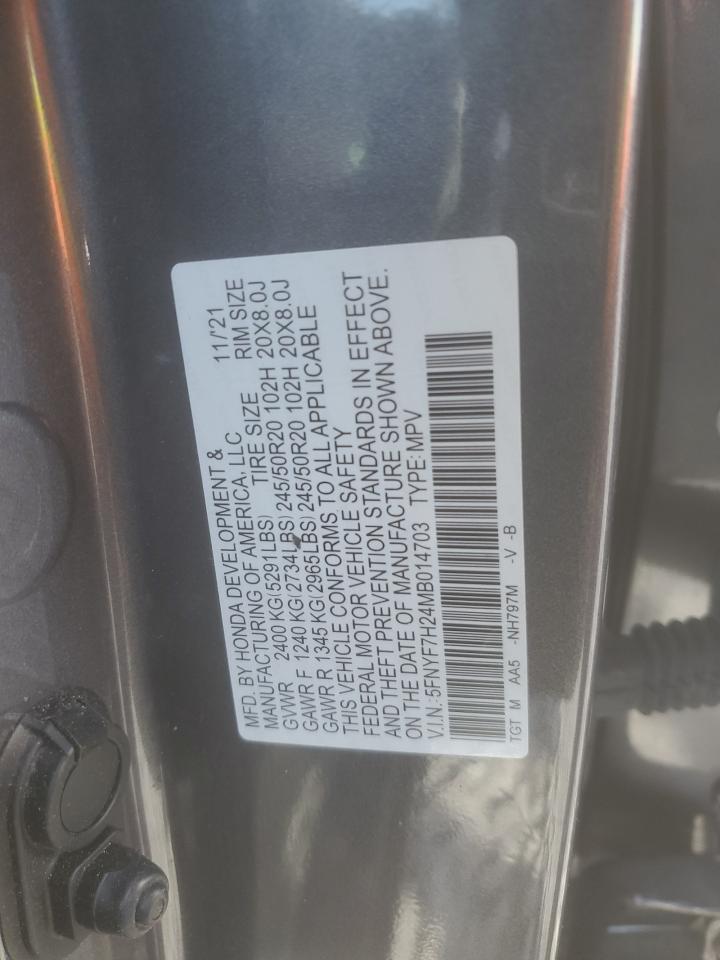 MFD. BY HONDA DEVELOPMENT &
MANUFACTURING OF AMERICA, LLC 11/'21
TIRE SIZE RIM SIZE
GVWR 2400 KG(5291LBS)
GAWR F 1240 KG(2734LBS) 245/50R20 102H 20X8.0J
GAWR R 1345 KG(2965LBS) 245/50R20 102H 20X8.0J
THIS VEHICLE CONFORMS TO ALL APPLICABLE
FEDERAL MOTOR VEHICLE SAFETY
AND THEFT PREVENTION STANDARDS IN EFFECT
ON THE DATE OF MANUFACTURE SHOWN ABOVE.
V.I.N.:5FNYF7H24MB014703 TYPE:MPV
TGT M AA5 -NH797M -V -B